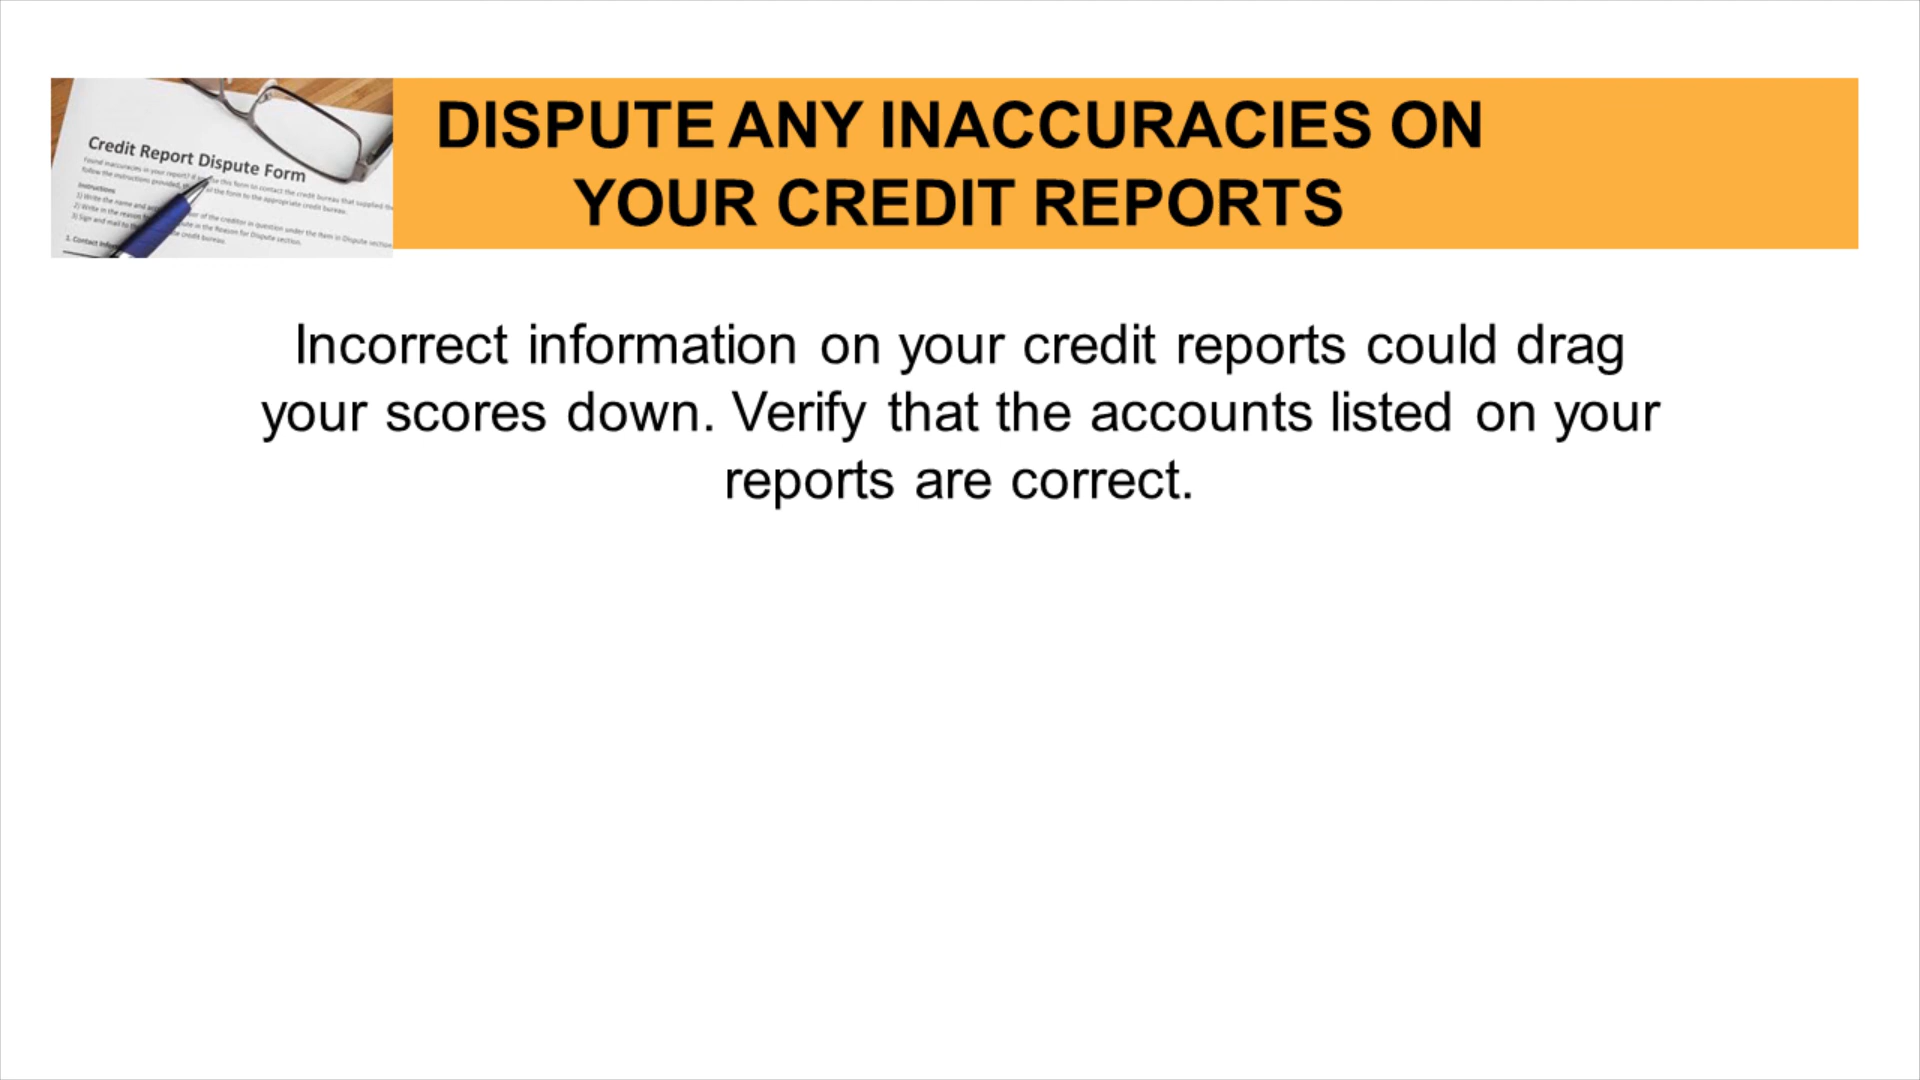 DISPUTE ANY INACCURACIES ON
YOUR CREDIT REPORTS
Credit Report Dispute Form
Instructions
Incorrect information on your credit reports could drag
your scores down. Verify that the accounts listed on your
reports are correct.